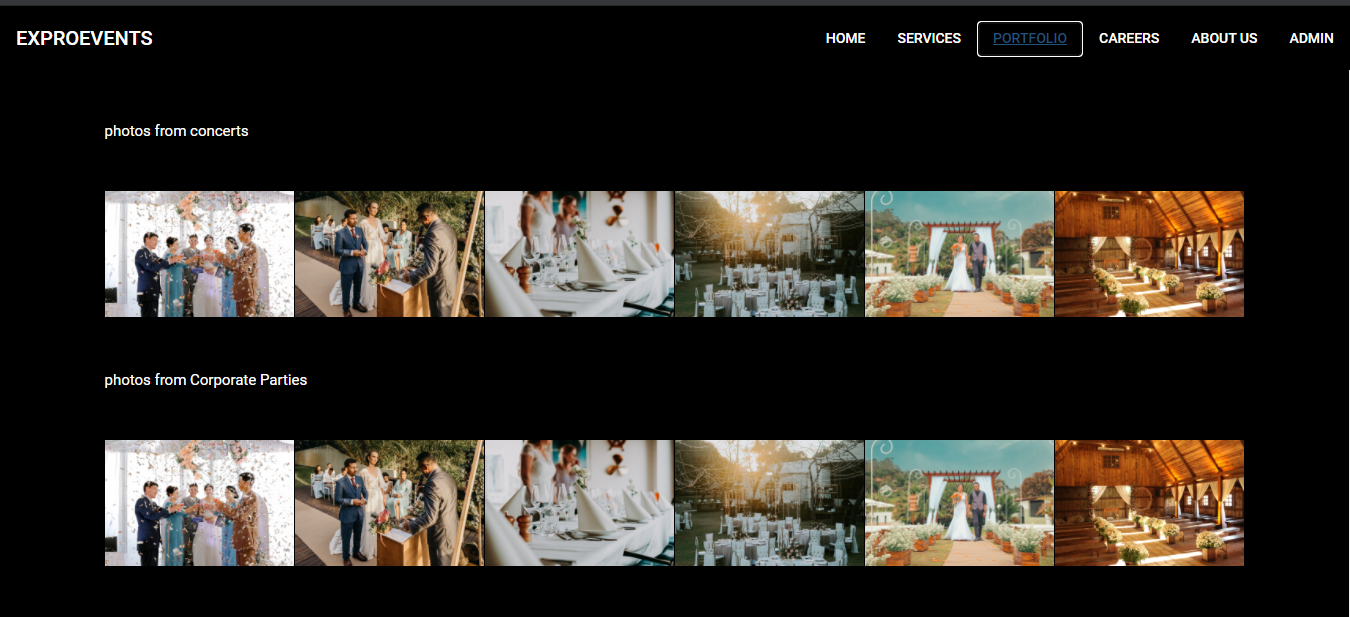 EXPROEVENTS HOME SERVICES PORTFOLIO CAREERS ABOUT US ADMIN
photos from concerts
photos from Corporate Parties